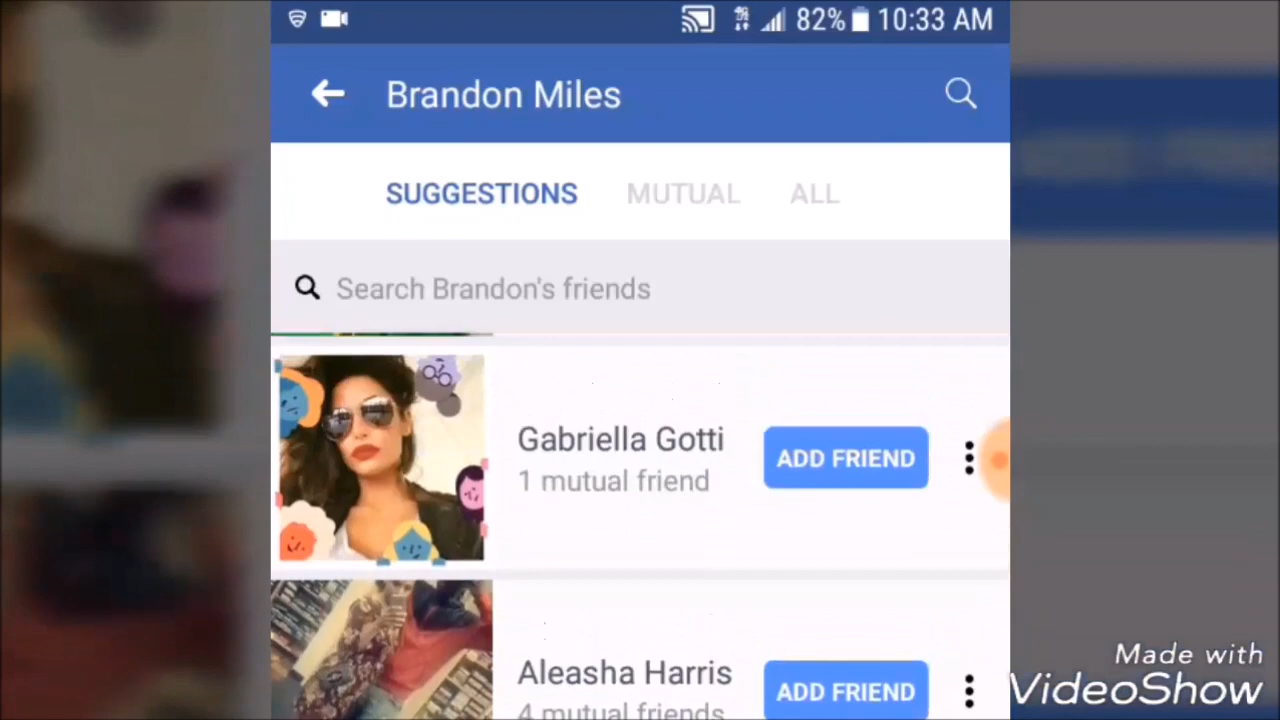 82% 10:33 AM
Brandon Miles
SUGGESTIONS MUTUAL ALL
Search Brandon's friends
Gabriella Gotti
1 mutual friend
ADD FRIEND
Aleasha Harris
4 mutual friends
ADD FRIEND
Made with
VideoShow